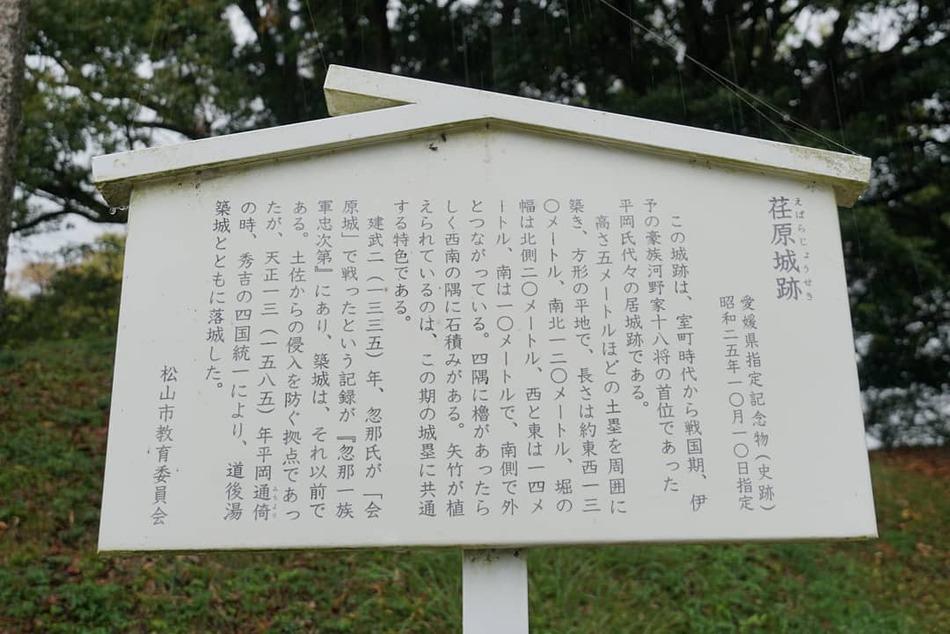 荏原城跡
えばらじょうせき
愛媛県指定記念物(史跡)
昭和二五年一〇月一〇日指定
この城跡は、室町時代から戦国期、伊
予の豪族河野家十八将の首位であった
平岡氏代々の居城跡である。
高さ五メートルほどの土塁を周囲に
築き、方形の平地で、長さは約東西一三
〇メートル、南北一二〇メートル、堀の
幅は北側二〇メートル、西と東は一四メ
ートル、南は一〇メートルで、南側で外
とつながっている。四隅に櫓があったら
しく西南の隅に石積みがある。矢竹が植
えられているのは、この期の城塁に共通
する特色である。
建武二(一三三五)年、忽那氏が「会
原城」で戦ったという記録が『忽那一族
軍忠次第』にあり、築城は、それ以前で
ある。土佐からの侵入を防ぐ拠点であっ
たが、天正一三(一五八五)年平岡通倚
みちより
の時、秀吉の四国統一により、道後湯
築城とともに落城した。
松山市教育委員会